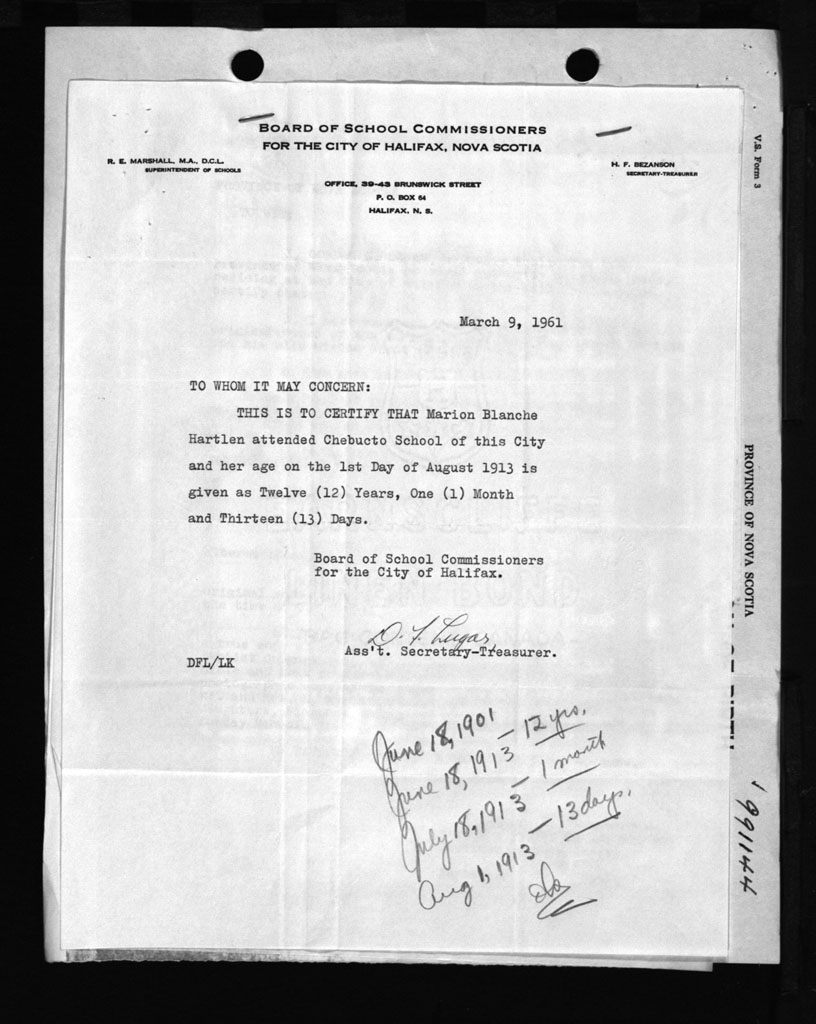 BOARD OF SCHOOL COMMISSIONERS
FOR THE CITY OF HALIFAX, NOVA SCOTIA
R. E. MARSHALL, M.A., D.C.L.
SUPERINTENDENT OF SCHOOLS
H. F. BEZANSON
SECRETARY-TREASURER
OFFICE, 39-43 BRUNSWICK STREET
P. O. BOX 64
HALIFAX, N. S.
March 9, 1961
TO WHOM IT MAY CONCERN:
THIS IS TO CERTIFY THAT Marion Blanche
Hartlen attended Chebucto School of this City
and her age on the 1st Day of August 1913 is
given as Twelve (12) Years, One (1) Month
and Thirteen (13) Days.
Board of School Commissioners
for the City of Halifax.
D. F. Lugar
Ass't. Secretary-Treasurer.
DFL/LK
June 18, 1901
June 18, 1913 – 12 yrs.
July 18, 1913 – 1 month
Aug 1, 1913 – 13 days.
V.S. Form 3
PROVINCE OF NOVA SCOTIA
991144